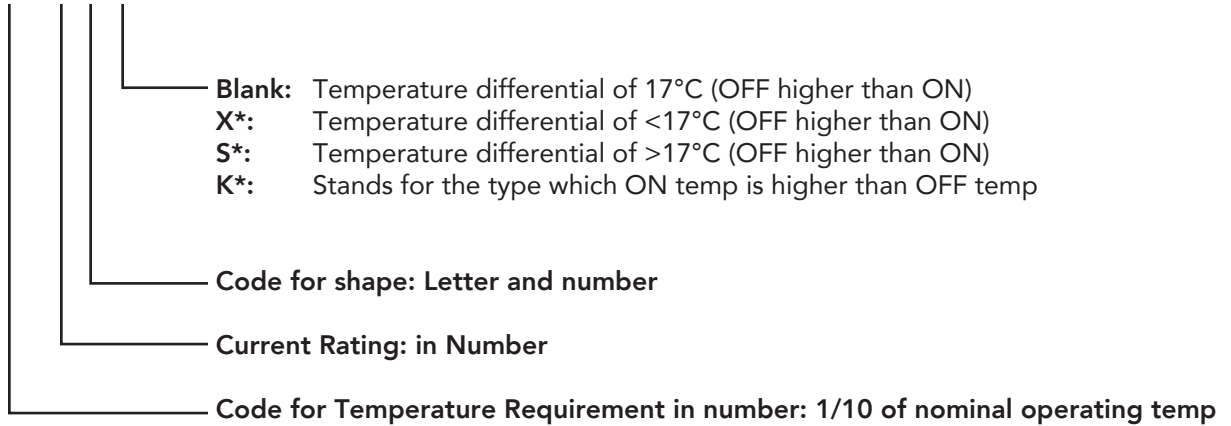 Blank: Temperature differential of 17°C (OFF higher than ON)
X*: Temperature differential of <17°C (OFF higher than ON)
S*: Temperature differential of >17°C (OFF higher than ON)
K*: Stands for the type which ON temp is higher than OFF temp
Code for shape: Letter and number
Current Rating: in Number
Code for Temperature Requirement in number: 1/10 of nominal operating temp